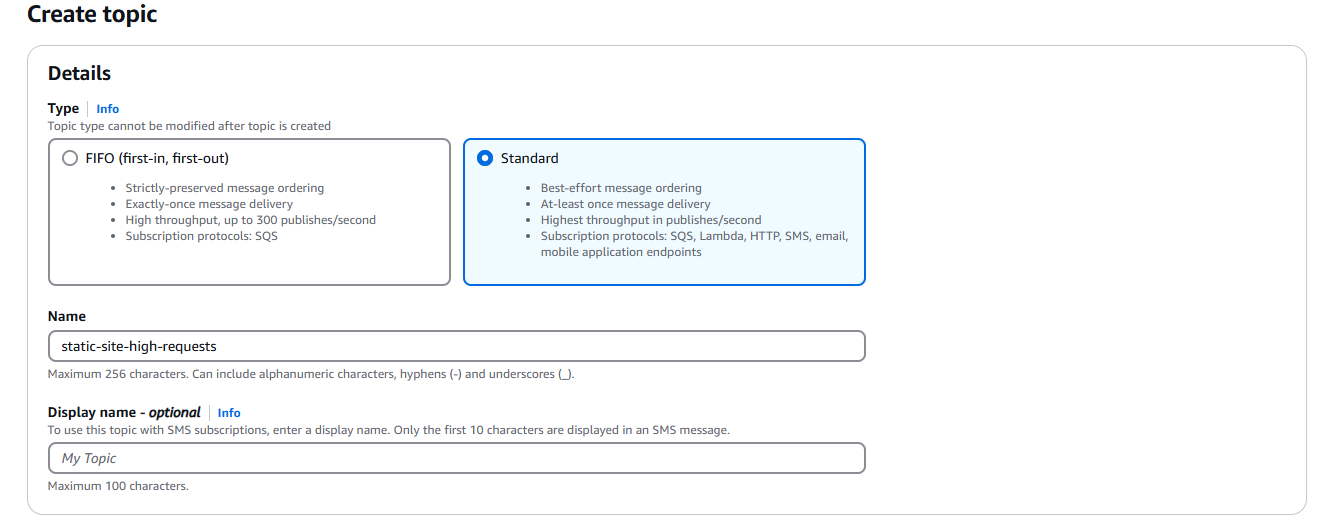 Create topic
Details
Type Info
Topic type cannot be modified after topic is created
FIFO (first-in, first-out)
Strictly-preserved message ordering
Exactly-once message delivery
High throughput, up to 300 publishes/second
Subscription protocols: SQS
Standard
Best-effort message ordering
At-least once message delivery
Highest throughput in publishes/second
Subscription protocols: SQS, Lambda, HTTP, SMS, email,
mobile application endpoints
Name
static-site-high-requests
Maximum 256 characters. Can include alphanumeric characters, hyphens (-) and underscores (_).
Display name - optional Info
To use this topic with SMS subscriptions, enter a display name. Only the first 10 characters are displayed in an SMS message.
My Topic
Maximum 100 characters.